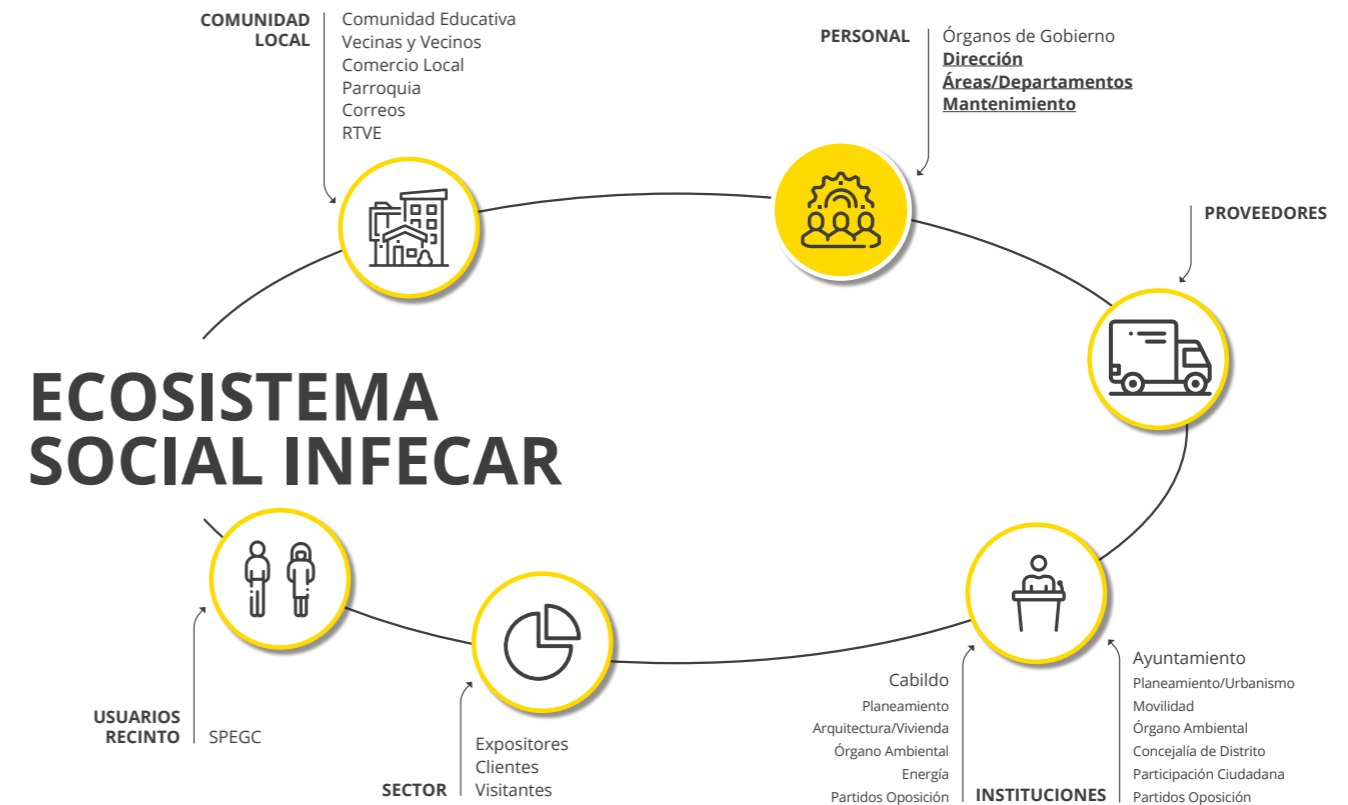 COMUNIDAD
LOCAL
Comunidad Educativa
Vecinas y Vecinos
Comercio Local
Parroquia
Correos
RTVE
PERSONAL
Órganos de Gobierno
Dirección
Áreas/Departamentos
Mantenimiento
PROVEEDORES
ECOSISTEMA
SOCIAL INFECAR
USUARIOS
RECINTO
SPEGC
SECTOR
Expositores
Clientes
Visitantes
Cabildo
Planeamiento
Arquitectura/Vivienda
Órgano Ambiental
Energía
Partidos Oposición
INSTITUCIONES
Ayuntamiento
Planeamiento/Urbanismo
Movilidad
Órgano Ambiental
Concejalía de Distrito
Participación Ciudadana
Partidos Oposición